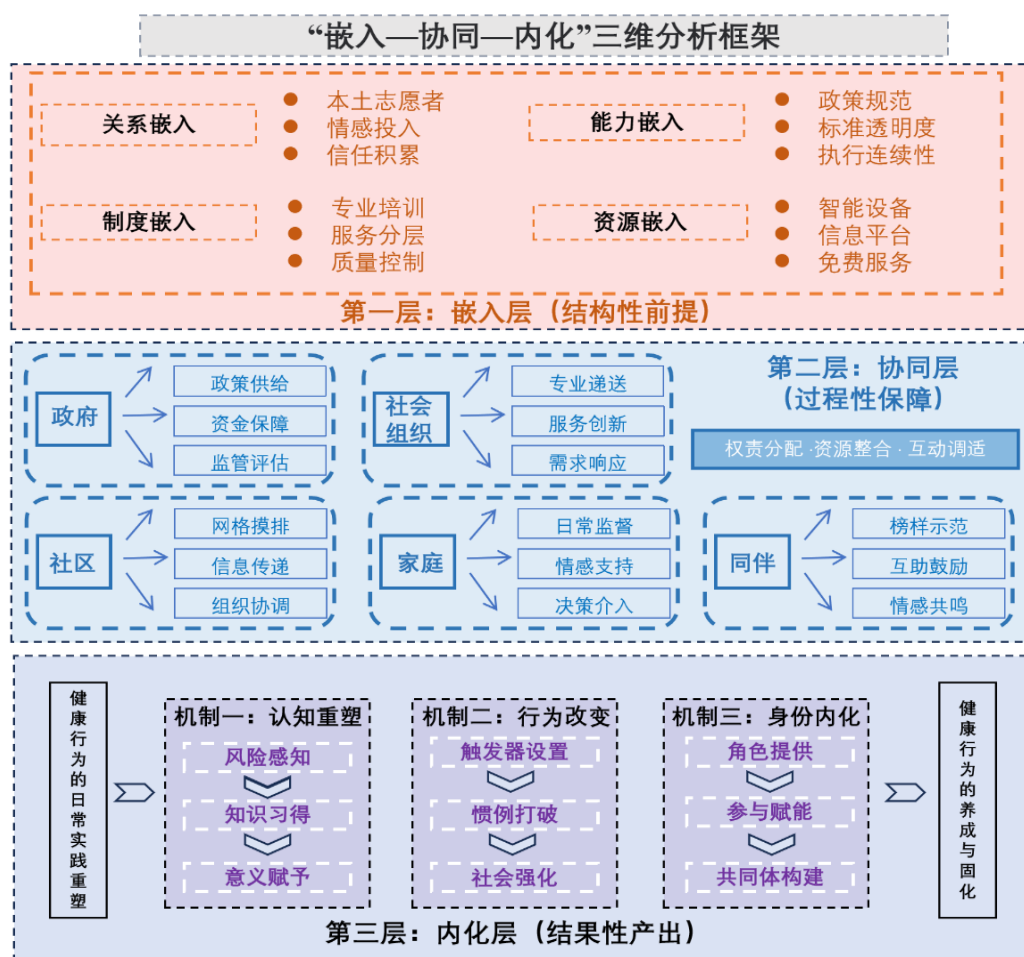 “嵌入—协同—内化”三维分析框架
关系嵌入
本土志愿者
情感投入
信任积累
能力嵌入
政策规范
标准透明度
执行连续性
制度嵌入
专业培训
服务分层
质量控制
资源嵌入
智能设备
信息平台
免费服务
第一层：嵌入层（结构性前提）
政府
政策供给
资金保障
监管评估
社会
组织
专业递送
服务创新
需求响应
第二层：协同层
（过程性保障）
权责分配 ·资源整合 · 互动调适
社区
网格摸排
信息传递
组织协调
家庭
日常监督
情感支持
决策介入
同伴
榜样示范
互助鼓励
情感共鸣
健康行为的日常实践重塑
机制一：认知重塑
风险感知
知识习得
意义赋予
机制二：行为改变
触发器设置
惯例打破
社会强化
机制三：身份内化
角色提供
参与赋能
共同体构建
健康行为的养成与固化
第三层：内化层（结果性产出）